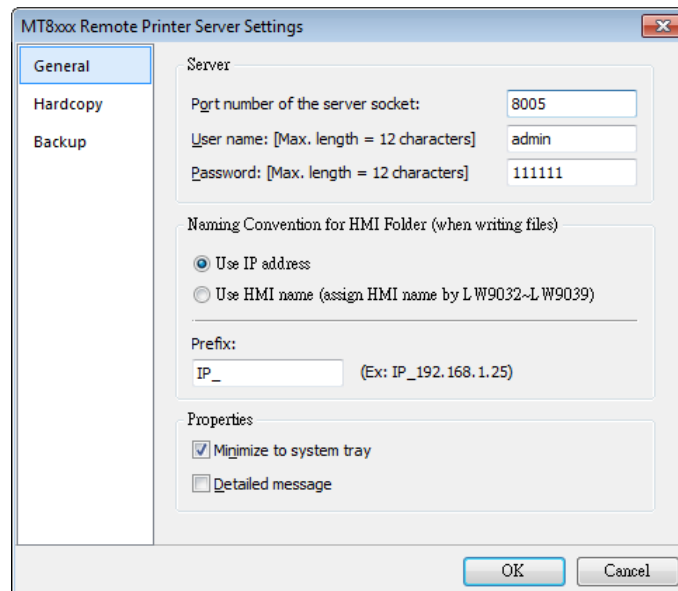 MT8xxx Remote Printer Server Settings
General
Hardcopy
Backup
Server
Port number of the server socket: 8005
User name: [Max. length = 12 characters] admin
Password: [Max. length = 12 characters] 111111
Naming Convention for HMI Folder (when writing files)
Use IP address
Use HMI name (assign HMI name by LW9032~LW9039)
Prefix:
IP_ (Ex: IP_192.168.1.25)
Properties
Minimize to system tray
Detailed message
OK Cancel